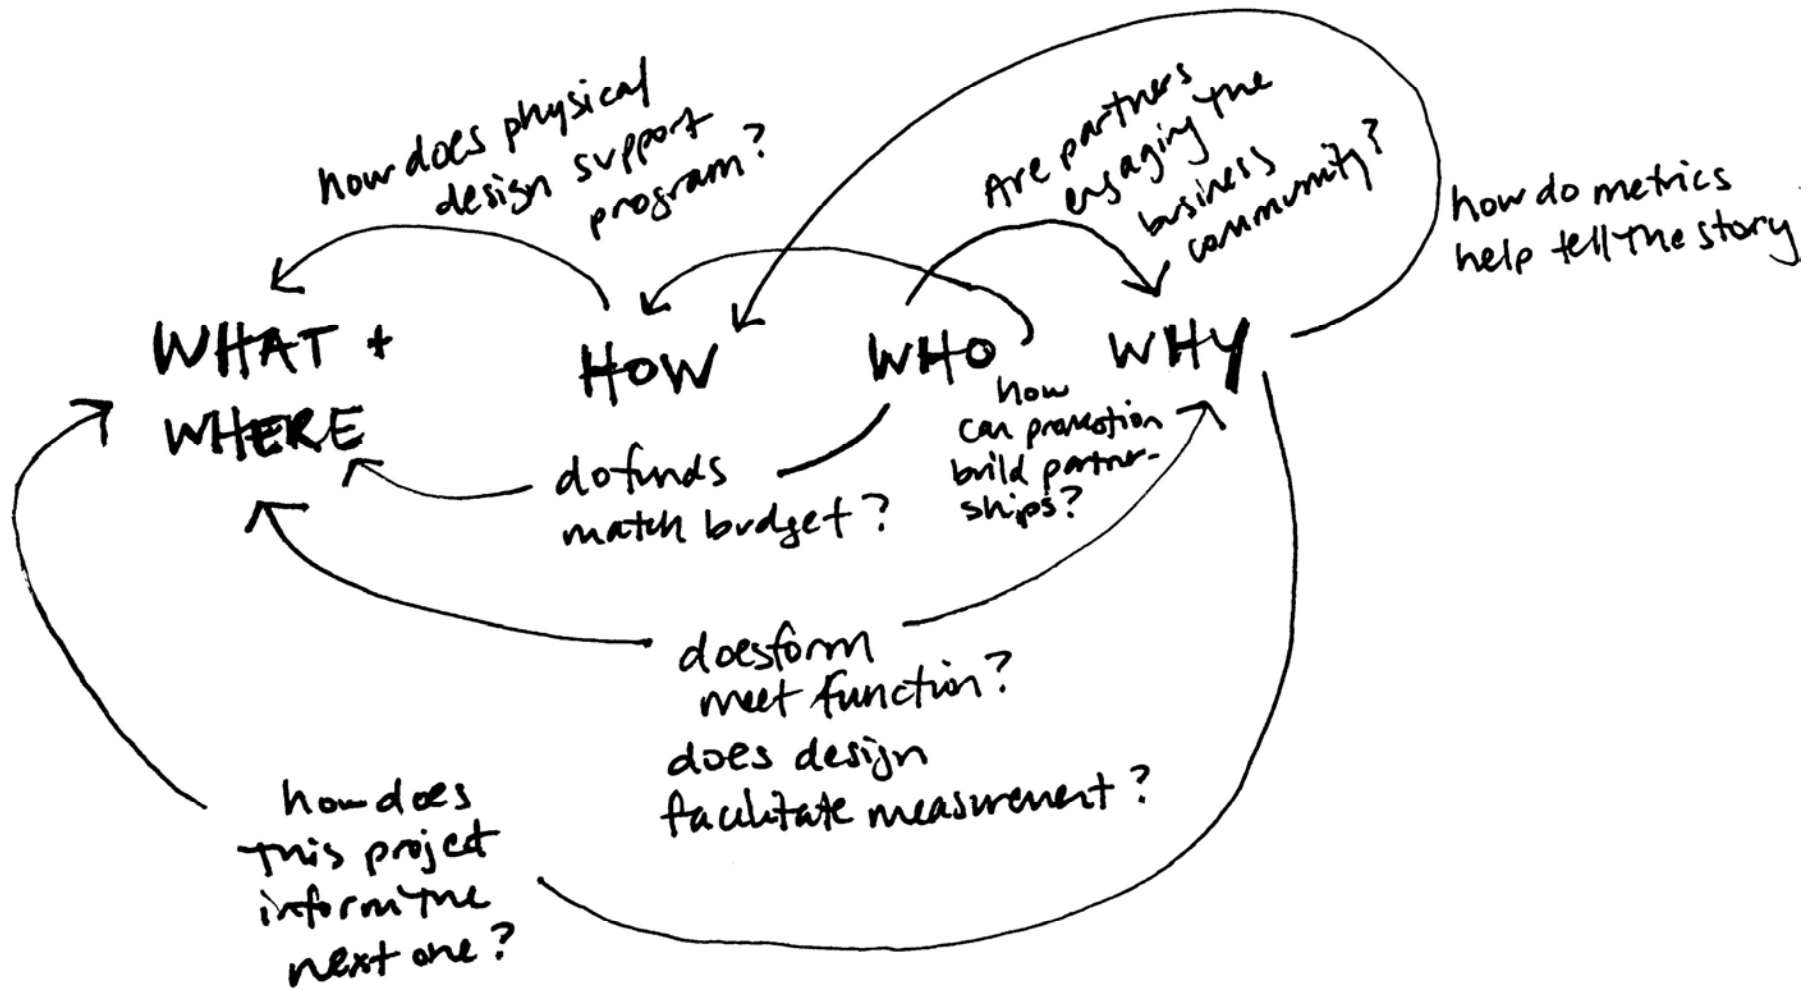 how does physical
design support
program?
Are partners
engaging the
business
community?
how do metrics
help tell the story
WHAT +
WHERE
HOW
WHO
WHY
how
can promotion
build partner-
ships?
do funds
match budget?
does form
meet function?
does design
facilitate measurement?
how does
this project
inform the
next one?